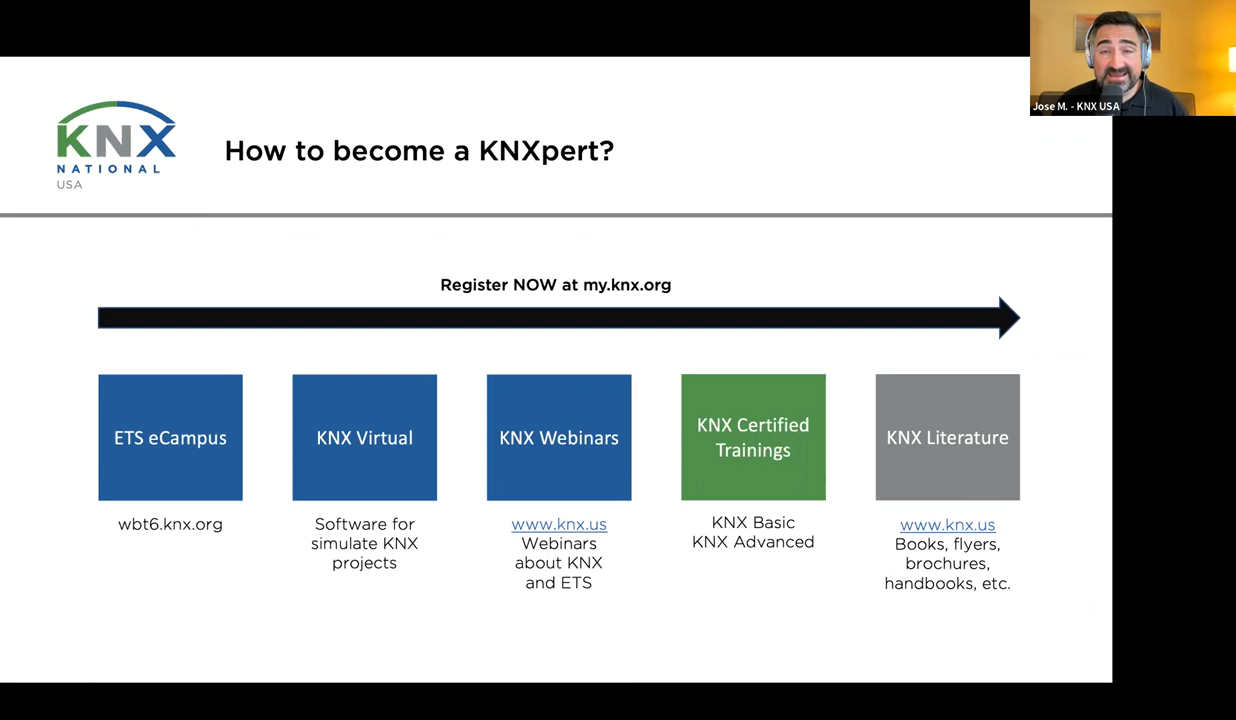 Jose M. - KNX USA
KNX
NATIONAL
USA
How to become a KNXpert?
Register NOW at my.knx.org
ETS eCampus
wbt6.knx.org
KNX Virtual
Software for
simulate KNX
projects
KNX Webinars
www.knx.us
Webinars
about KNX
and ETS
KNX Certified
Trainings
KNX Basic
KNX Advanced
KNX Literature
www.knx.us
Books, flyers,
brochures,
handbooks, etc.